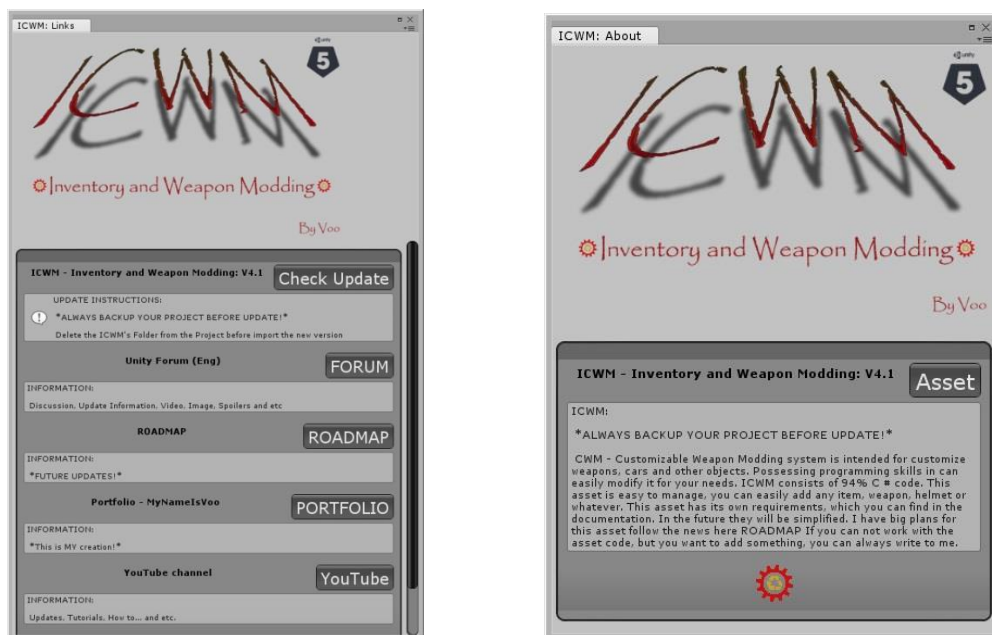 ICWM: Links
unity
5
ICWM
Inventory and Weapon Modding
By Voo
ICWM - Inventory and Weapon Modding: V4.1
Check Update
UPDATE INSTRUCTIONS:
*ALWAYS BACKUP YOUR PROJECT BEFORE UPDATE!*
Delete the ICWM's Folder from the Project before import the new version
Unity Forum (Eng)
FORUM
INFORMATION:
Discussion, Update Information, Video, Image, Spoilers and etc
ROADMAP
ROADMAP
INFORMATION:
*FUTURE UPDATES!*
Portfolio - MyNameIsVoo
PORTFOLIO
INFORMATION:
*This is MY creation!*
YouTube channel
YouTube
INFORMATION:
Updates, Tutorials, How to... and etc.
ICWM: About
unity
5
ICWM
Inventory and Weapon Modding
By Voo
ICWM - Inventory and Weapon Modding: V4.1
Asset
ICWM:
*ALWAYS BACKUP YOUR PROJECT BEFORE UPDATE!*
CWM - Customizable Weapon Modding system is intended for customize
weapons, cars and other objects. Possessing programming skills in can
easily modify it for your needs. ICWM consists of 94% C # code. This
asset is easy to manage, you can easily add any item, weapon, helmet or
whatever. This asset has its own requirements, which you can find in the
documentation. In the future they will be simplified. I have big plans for
this asset follow the news here ROADMAP If you can not work with the
asset code, but you want to add something, you can always write to me.